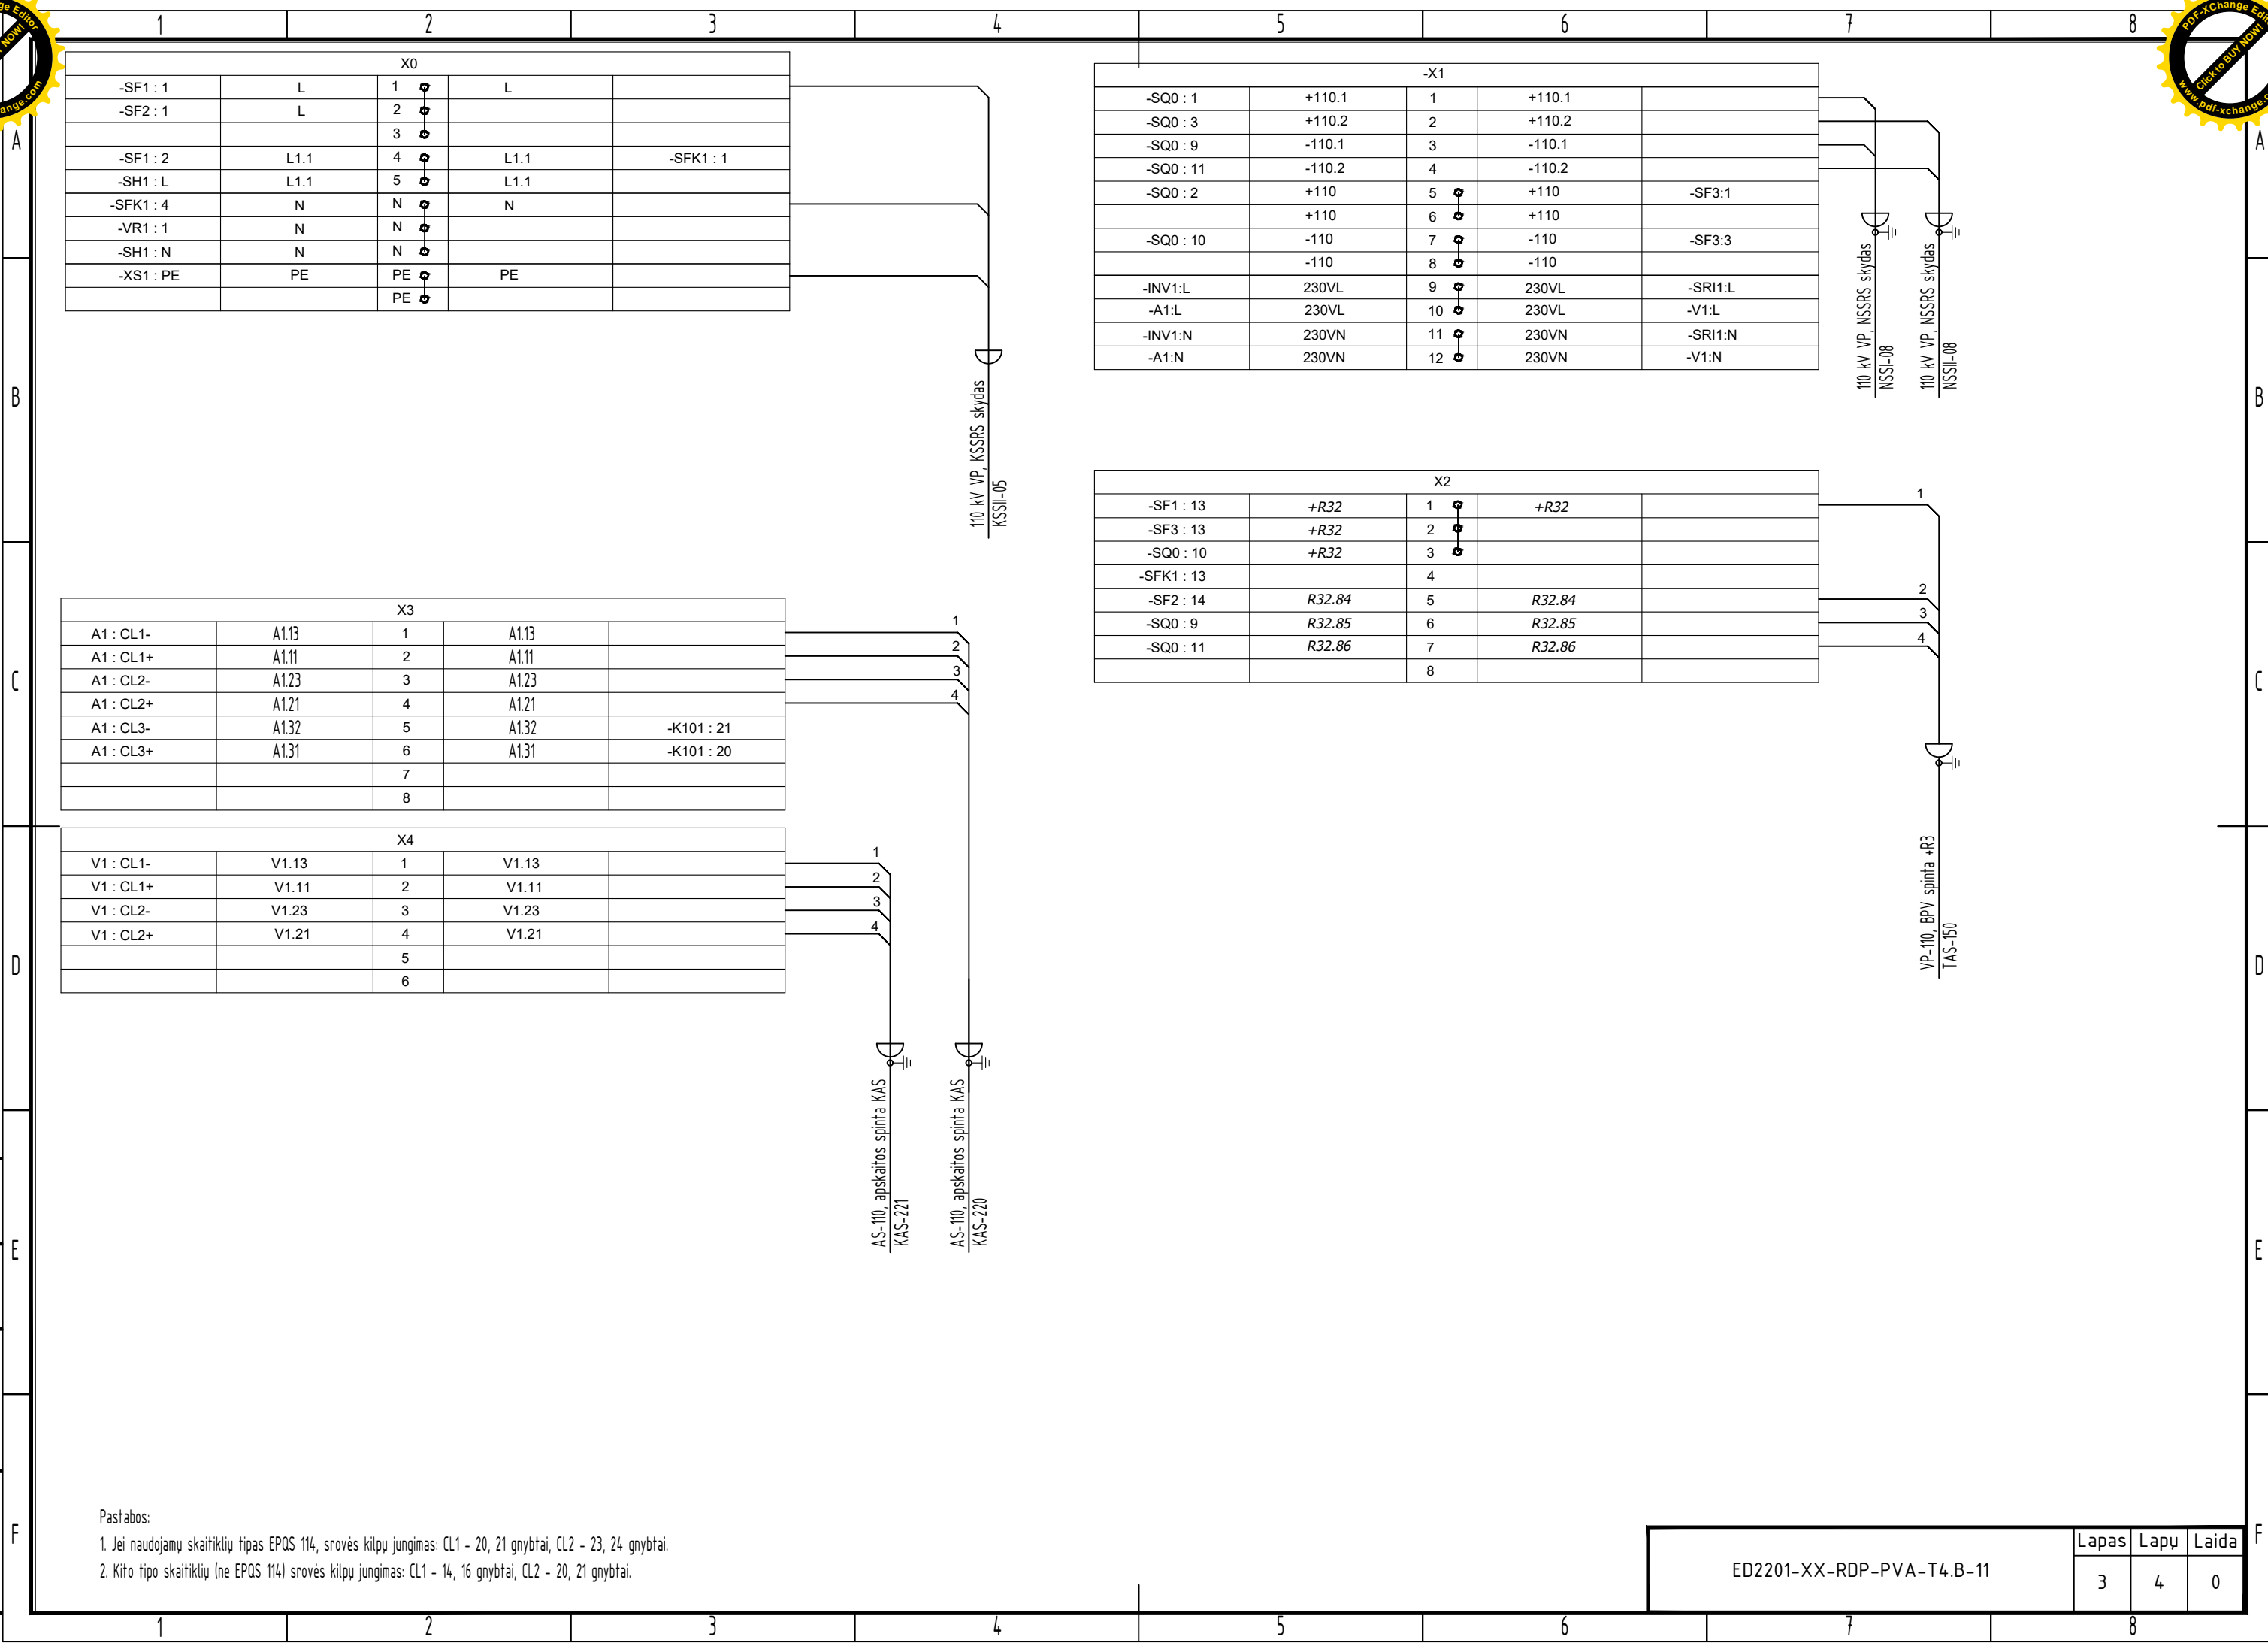 1 2 3 4 5 6 7 8
A
B
C
D
E
F
X0
-SF1 : 1 L 1 L
-SF2 : 1 L 2
3
-SF1 : 2 L1.1 4 L1.1 -SFK1 : 1
-SH1 : L L1.1 5 L1.1
-SFK1 : 4 N N N
-VR1 : 1 N N
-SH1 : N N N
-XS1 : PE PE PE PE
PE
110 kV VP, KSSRS skydas
KSSII-05
-X1
-SQ0 : 1 +110.1 1 +110.1
-SQ0 : 3 +110.2 2 +110.2
-SQ0 : 9 -110.1 3 -110.1
-SQ0 : 11 -110.2 4 -110.2
-SQ0 : 2 +110 5 +110 -SF3:1
+110 6 +110
-SQ0 : 10 -110 7 -110 -SF3:3
-110 8 -110
-INV1:L 230VL 9 230VL -SRI1:L
-A1:L 230VL 10 230VL -V1:L
-INV1:N 230VN 11 230VN -SRI1:N
-A1:N 230VN 12 230VN -V1:N
110 kV VP, NSSRS skydas
NSSI-08
110 kV VP, NSSRS skydas
NSSII-08
X2
-SF1 : 13 +R32 1 +R32 1
-SF3 : 13 +R32 2
-SQ0 : 10 +R32 3
-SFK1 : 13 4
-SF2 : 14 R32.84 5 R32.84 2
-SQ0 : 9 R32.85 6 R32.85 3
-SQ0 : 11 R32.86 7 R32.86 4
8
VP-110, BPV spinta +R3
TAS-150
X3
A1 : CL1- A1.13 1 A1.13 1
A1 : CL1+ A1.11 2 A1.11 2
A1 : CL2- A1.23 3 A1.23 3
A1 : CL2+ A1.21 4 A1.21 4
A1 : CL3- A1.32 5 A1.32 -K101 : 21
A1 : CL3+ A1.31 6 A1.31 -K101 : 20
7
8
X4
V1 : CL1- V1.13 1 V1.13 1
V1 : CL1+ V1.11 2 V1.11 2
V1 : CL2- V1.23 3 V1.23 3
V1 : CL2+ V1.21 4 V1.21 4
5
6
AS-110, apskaitos spinta KAS
KAS-221
AS-110, apskaitos spinta KAS
KAS-220
Pastabos:
1. Jei naudojamų skaitiklių tipas EPQS 114, srovės kilpų jungimas: CL1 - 20, 21 gnybtai, CL2 - 23, 24 gnybtai.
2. Kito tipo skaitiklių (ne EPQS 114) srovės kilpų jungimas: CL1 - 14, 16 gnybtai, CL2 - 20, 21 gnybtai.
ED2201-XX-RDP-PVA-T4.B-11
Lapas Lapų Laida
3 4 0
A
B
C
D
E
F
1 2 3 4 5 6 7 8
Click to BUY NOW!